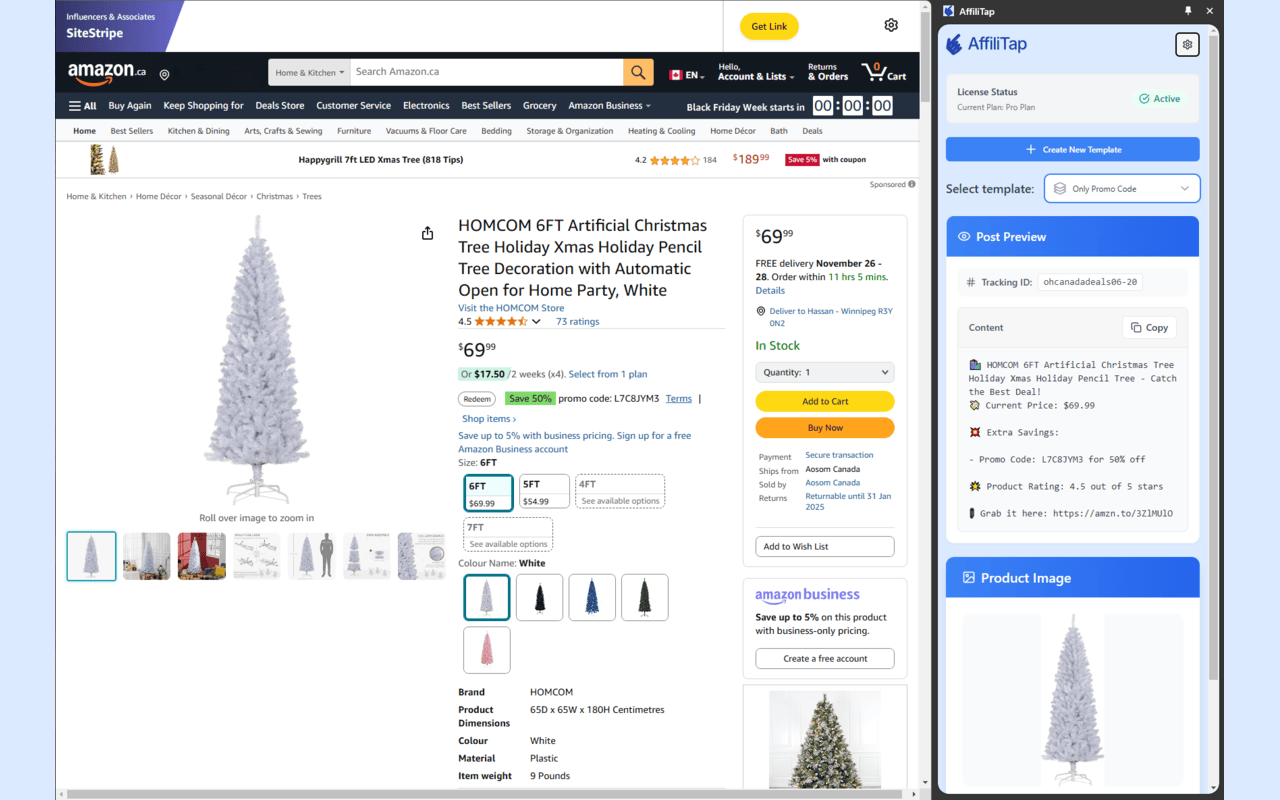 Influencers & Associates
SiteStripe
Get Link
amazon.ca
Home & Kitchen
Search Amazon.ca
EN
Hello,
Account & Lists
Returns
& Orders
0
Cart
All
Buy Again
Keep Shopping for
Deals Store
Customer Service
Electronics
Best Sellers
Grocery
Amazon Business
Black Friday Week starts in 00:00:00
Home
Best Sellers
Kitchen & Dining
Arts, Crafts & Sewing
Furniture
Vacuums & Floor Care
Bedding
Storage & Organization
Heating & Cooling
Home Décor
Bath
Deals
Happygrill 7ft LED Xmas Tree (818 Tips)
4.2
184
$189.99
Save 5% with coupon
Sponsored
Home & Kitchen › Home Décor › Seasonal Décor › Christmas › Trees
Roll over image to zoom in
HOMCOM 6FT Artificial Christmas
Tree Holiday Xmas Holiday Pencil
Tree Decoration with Automatic
Open for Home Party, White
Visit the HOMCOM Store
4.5
73 ratings
$69.99
Or $17.50 /2 weeks (x4). Select from 1 plan
Redeem Save 50% promo code: L7C8JYM3 Terms |
Shop items ›
Save up to 5% with business pricing. Sign up for a free
Amazon Business account
Size: 6FT
6FT
$69.99
5FT
$54.99
4FT
See available options
7FT
See available options
Colour Name: White
Brand HOMCOM
Product
Dimensions
65D x 65W x 180H Centimetres
Colour White
Material Plastic
Item weight 9 Pounds
$69.99
FREE delivery November 26 -
28. Order within 11 hrs 5 mins.
Details
Deliver to Hassan - Winnipeg R3Y
0N2
In Stock
Quantity: 1
Add to Cart
Buy Now
Payment Secure transaction
Ships from Aosom Canada
Sold by Aosom Canada
Returns Returnable until 31 Jan
2025
Add to Wish List
amazon business
Save up to 5% on this product
with business-only pricing.
Create a free account
AffiliTap
AffiliTap
License Status
Current Plan: Pro Plan
Active
Create New Template
Select template:
Only Promo Code
Post Preview
# Tracking ID: ohcanadadeals06-20
Content
Copy
HOMCOM 6FT Artificial Christmas Tree
Holiday Xmas Holiday Pencil Tree - Catch
the Best Deal!
Current Price: $69.99
Extra Savings:
- Promo Code: L7C8JYM3 for 50% off
Product Rating: 4.5 out of 5 stars
Grab it here: https://amzn.to/3ZlMUlO
Product Image